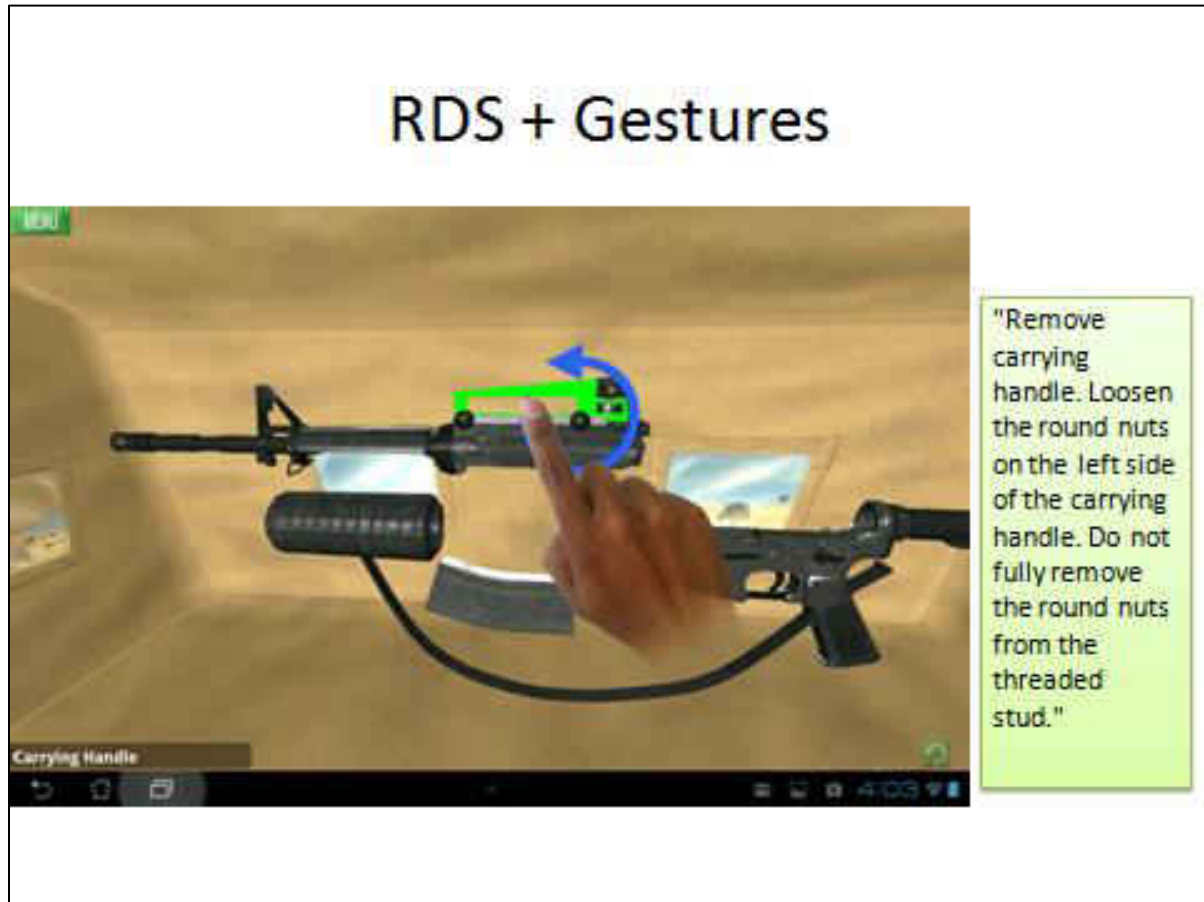 RDS + Gestures
MENU
"Remove
carrying
handle. Loosen
the round nuts
on the left side
of the carrying
handle. Do not
fully remove
the round nuts
from the
threaded
stud."
Carrying Handle
4:03